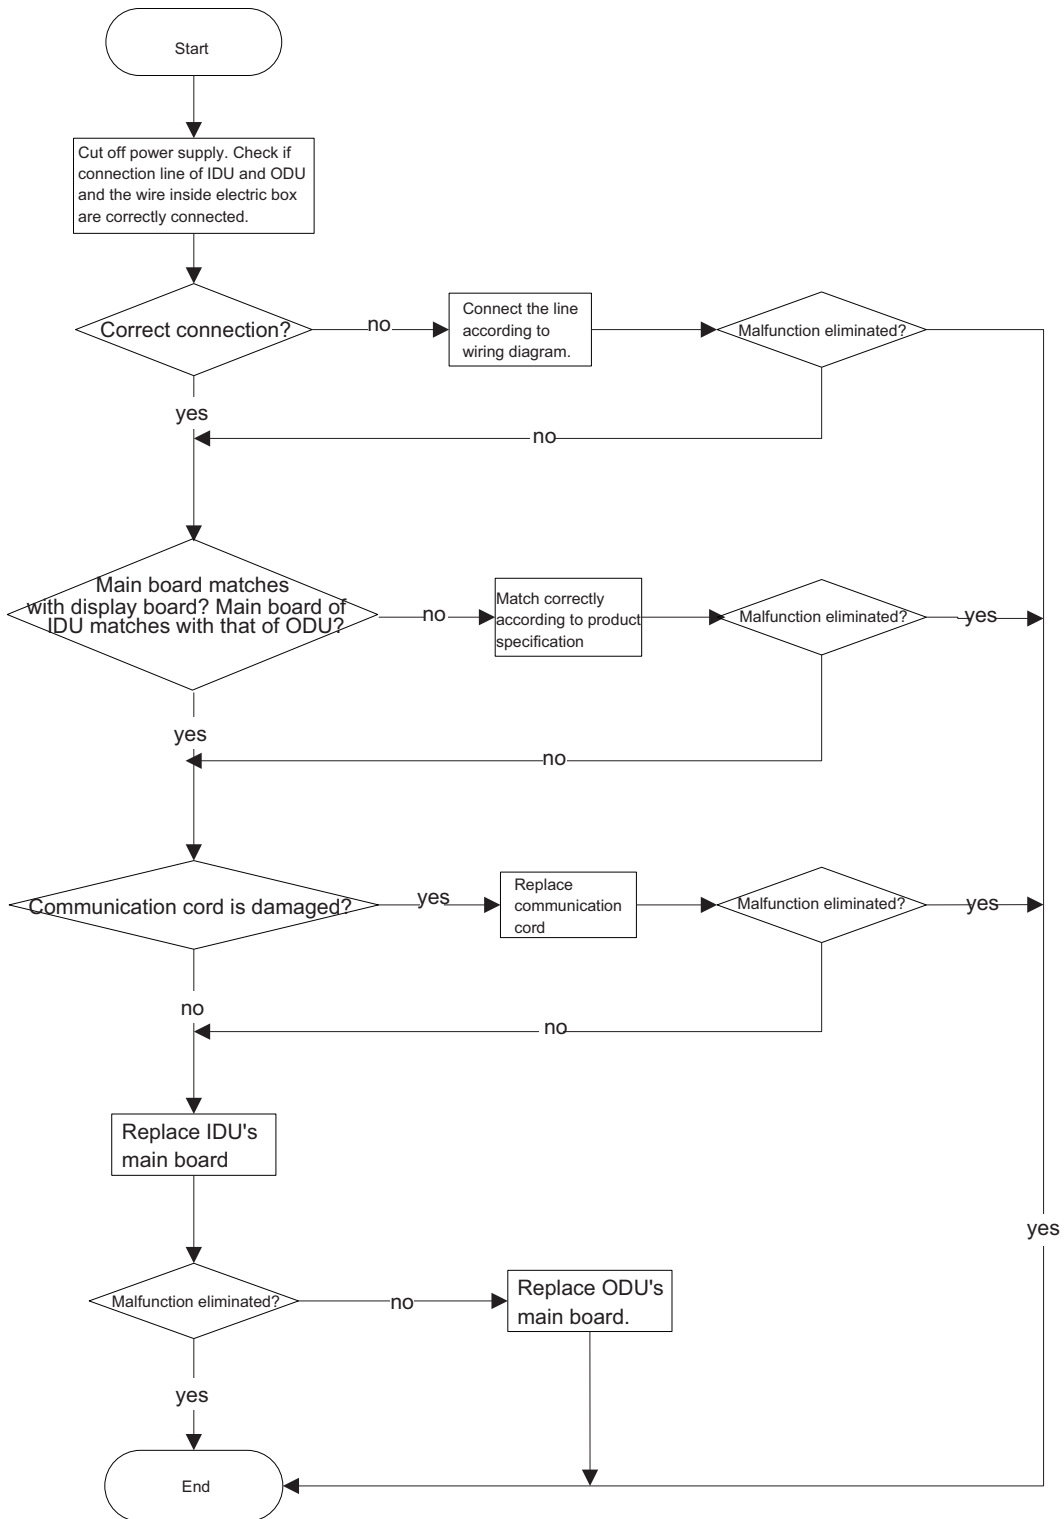 Start
Cut off power supply. Check if
connection line of IDU and ODU
and the wire inside electric box
are correctly connected.
Correct connection?
no
Connect the line
according to
wiring diagram.
Malfunction eliminated?
yes
no
Main board matches
with display board? Main board of
IDU matches with that of ODU?
no
Match correctly
according to product
specification
Malfunction eliminated?
yes
yes
no
Communication cord is damaged?
yes
Replace
communication
cord
Malfunction eliminated?
yes
no
no
Replace IDU's
main board
yes
Malfunction eliminated?
no
Replace ODU's
main board.
yes
End